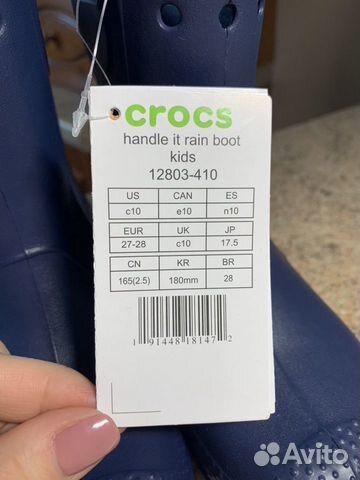 crocs
handle it rain boot
kids
12803-410
US CAN ES
c10 e10 n10
EUR UK JP
27-28 c10 17.5
CN KR BR
165(2.5) 180mm 28
1 91448 18147 2
Avito